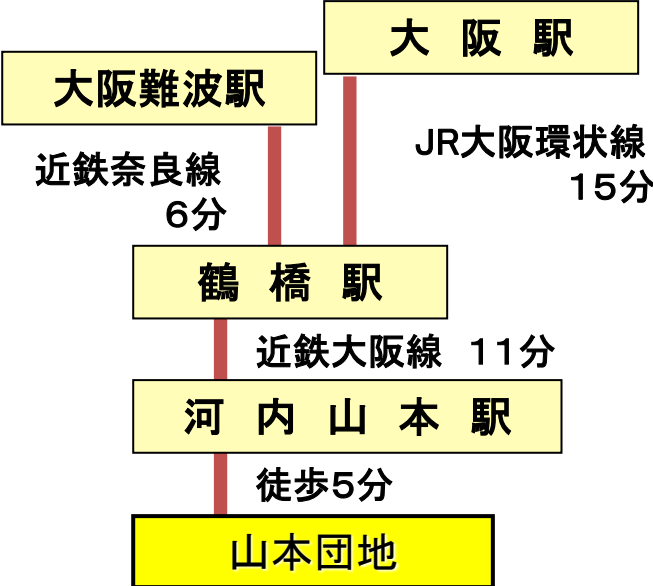 大阪駅
大阪難波駅
JR大阪環状線
15分
近鉄奈良線
6分
鶴橋駅
近鉄大阪線 11分
河内山本駅
徒歩5分
山本団地